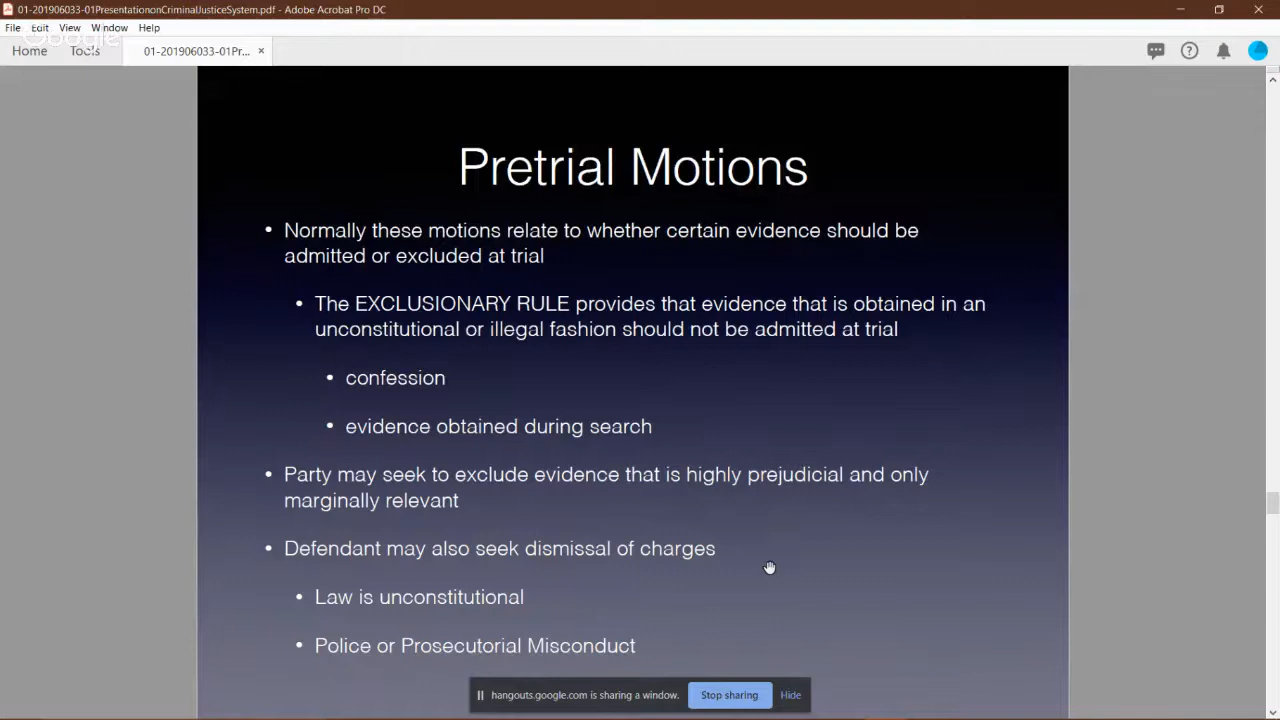 01-201906033-01PresentationonCriminalJusticeSystem.pdf - Adobe Acrobat Pro DC
File Edit View Window Help
Google
Home Tools 01-201906033-01Pr... ×
Pretrial Motions
• Normally these motions relate to whether certain evidence should be
admitted or excluded at trial
• The EXCLUSIONARY RULE provides that evidence that is obtained in an
unconstitutional or illegal fashion should not be admitted at trial
• confession
• evidence obtained during search
• Party may seek to exclude evidence that is highly prejudicial and only
marginally relevant
• Defendant may also seek dismissal of charges
• Law is unconstitutional
• Police or Prosecutorial Misconduct
hangouts.google.com is sharing a window. Stop sharing Hide